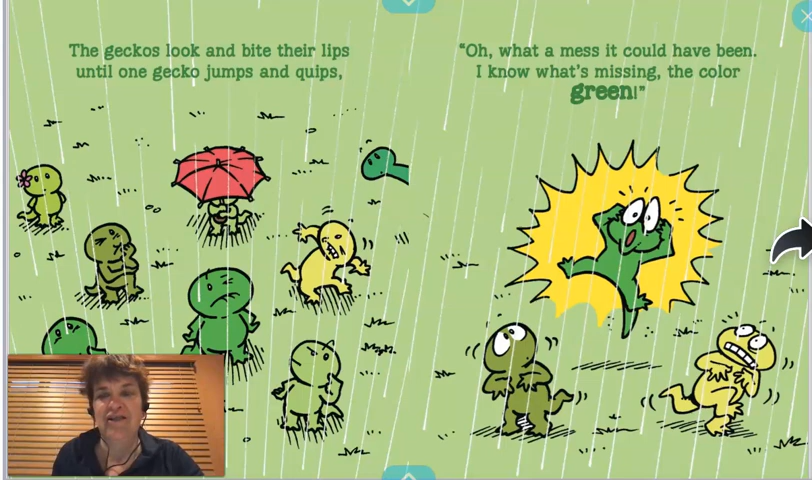 The geckos look and bite their lips
until one gecko jumps and quips,
“Oh, what a mess it could have been.
I know what's missing, the color
green!”